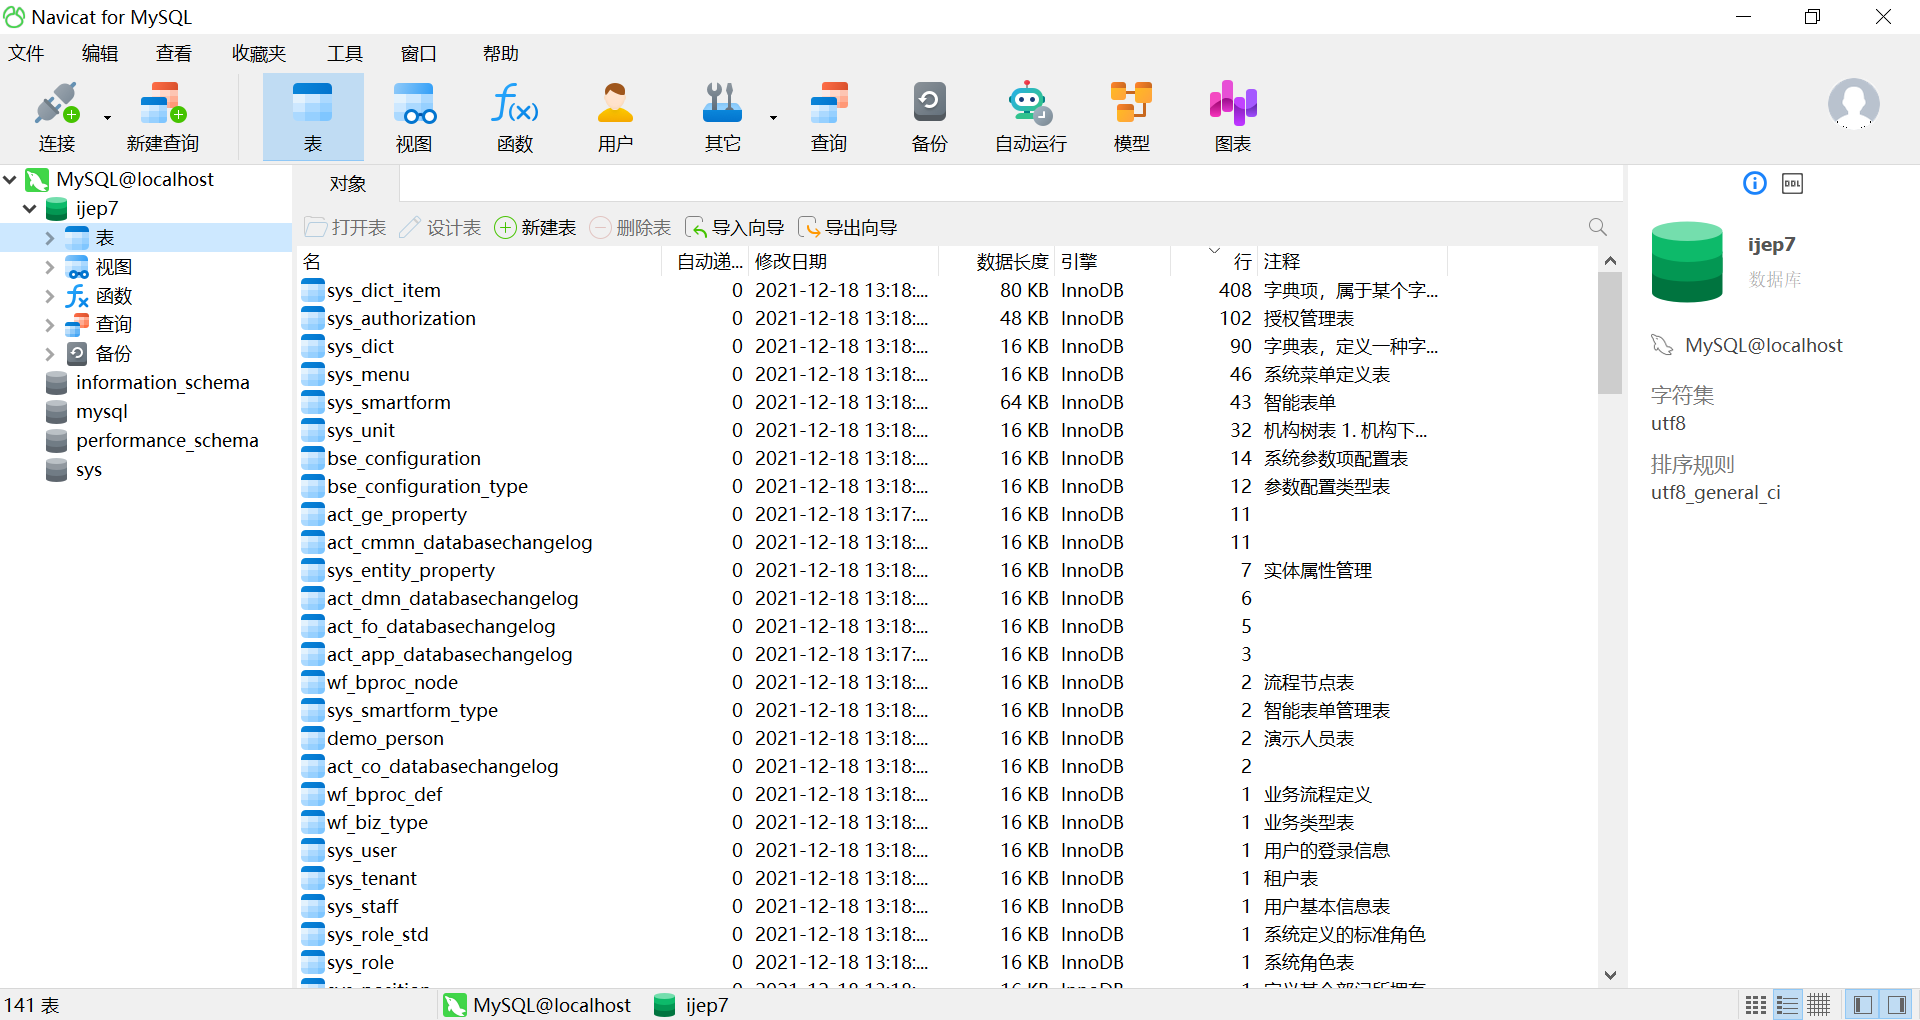 Navicat for MySQL
文件 编辑 查看 收藏夹 工具 窗口 帮助
连接 新建查询 表 视图 函数 用户 其它 查询 备份 自动运行 模型 图表
MySQL@localhost
ijep7
表
视图
函数
查询
备份
information_schema
mysql
performance_schema
sys
对象
打开表 设计表 新建表 删除表 导入向导 导出向导
名 自动递... 修改日期 数据长度 引擎 行 注释
sys_dict_item 0 2021-12-18 13:18:... 80 KB InnoDB 408 字典项，属于某个字...
sys_authorization 0 2021-12-18 13:18:... 48 KB InnoDB 102 授权管理表
sys_dict 0 2021-12-18 13:18:... 16 KB InnoDB 90 字典表，定义一种字...
sys_menu 0 2021-12-18 13:18:... 16 KB InnoDB 46 系统菜单定义表
sys_smartform 0 2021-12-18 13:18:... 64 KB InnoDB 43 智能表单
sys_unit 0 2021-12-18 13:18:... 16 KB InnoDB 32 机构树表 1. 机构下...
bse_configuration 0 2021-12-18 13:18:... 16 KB InnoDB 14 系统参数项配置表
bse_configuration_type 0 2021-12-18 13:18:... 16 KB InnoDB 12 参数配置类型表
act_ge_property 0 2021-12-18 13:17:... 16 KB InnoDB 11
act_cmmn_databasechangelog 0 2021-12-18 13:18:... 16 KB InnoDB 11
sys_entity_property 0 2021-12-18 13:18:... 16 KB InnoDB 7 实体属性管理
act_dmn_databasechangelog 0 2021-12-18 13:18:... 16 KB InnoDB 6
act_fo_databasechangelog 0 2021-12-18 13:18:... 16 KB InnoDB 5
act_app_databasechangelog 0 2021-12-18 13:17:... 16 KB InnoDB 3
wf_bproc_node 0 2021-12-18 13:18:... 16 KB InnoDB 2 流程节点表
sys_smartform_type 0 2021-12-18 13:18:... 16 KB InnoDB 2 智能表单管理表
demo_person 0 2021-12-18 13:18:... 16 KB InnoDB 2 演示人员表
act_co_databasechangelog 0 2021-12-18 13:18:... 16 KB InnoDB 2
wf_bproc_def 0 2021-12-18 13:18:... 16 KB InnoDB 1 业务流程定义
wf_biz_type 0 2021-12-18 13:18:... 16 KB InnoDB 1 业务类型表
sys_user 0 2021-12-18 13:18:... 16 KB InnoDB 1 用户的登录信息
sys_tenant 0 2021-12-18 13:18:... 16 KB InnoDB 1 租户表
sys_staff 0 2021-12-18 13:18:... 16 KB InnoDB 1 用户基本信息表
sys_role_std 0 2021-12-18 13:18:... 16 KB InnoDB 1 系统定义的标准角色
sys_role 0 2021-12-18 13:18:... 16 KB InnoDB 1 系统角色表
DDL
ijep7
数据库
MySQL@localhost
字符集
utf8
排序规则
utf8_general_ci
141 表 MySQL@localhost ijep7